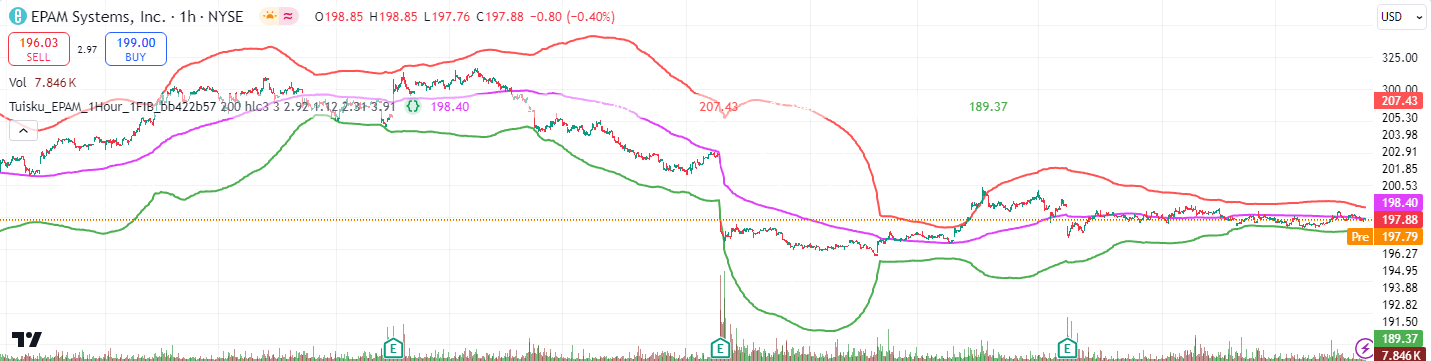 EPAM Systems, Inc. · 1h · NYSE O198.85 H198.85 L197.76 C197.88 −0.80 (−0.40%)
USD
196.03 SELL
2.97
199.00 BUY
Vol 7.846 K
Tuisku_EPAM_1Hour_1F1B_bb422b57 200 hlc3 3 2.92 1.12 2.31 3.91 {} 198.40 207.43 189.37
325.00
300.00
207.43
205.30
203.98
202.91
201.85
200.53
198.40
197.88
Pre 197.79
196.27
194.95
193.88
192.82
191.50
189.37
7.846 K
E
E
E